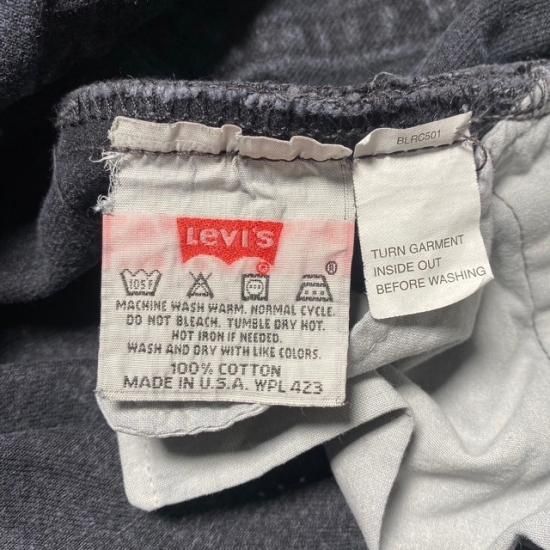 BLRC501
LEVI'S
©
®
105F
MACHINE WASH WARM. NORMAL CYCLE.
DO NOT BLEACH. TUMBLE DRY HOT.
HOT IRON IF NEEDED.
WASH AND DRY WITH LIKE COLORS.
100% COTTON
MADE IN U.S.A. WPL 423
TURN GARMENT
INSIDE OUT
BEFORE WASHING